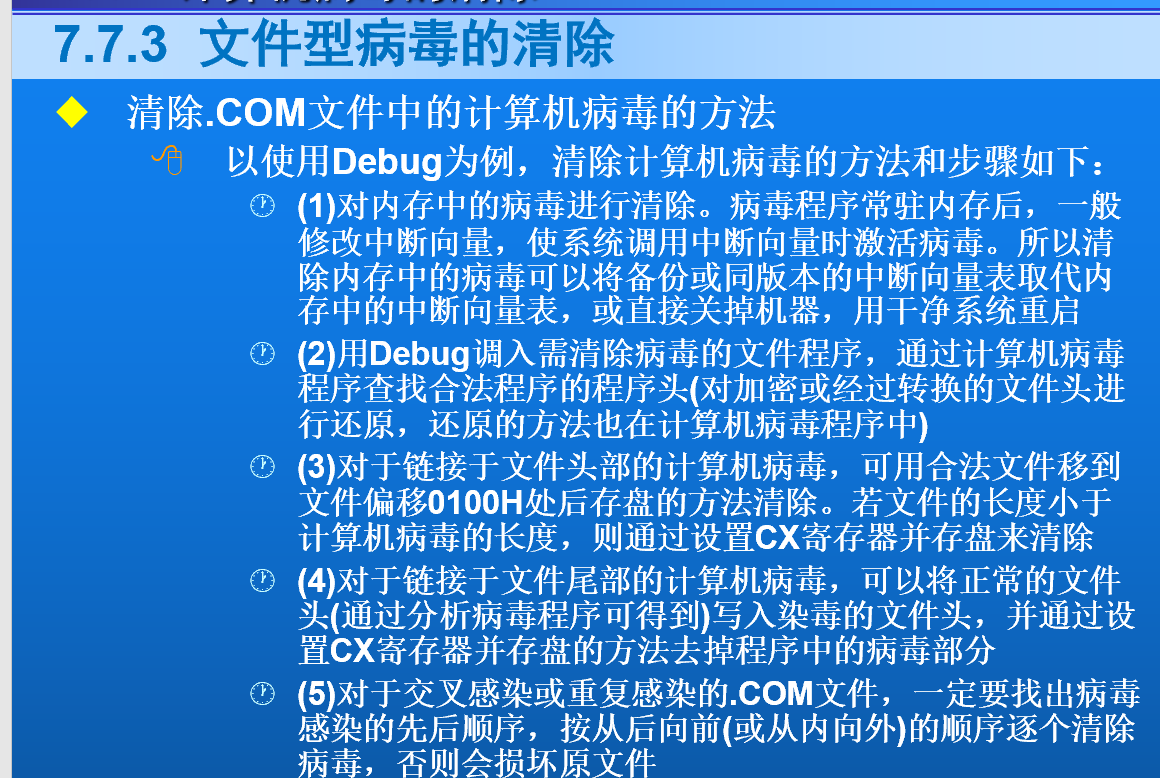 7.7.3 文件型病毒的清除
清除.COM文件中的计算机病毒的方法
以使用Debug为例，清除计算机病毒的方法和步骤如下：
(1)对内存中的病毒进行清除。病毒程序常驻内存后，一般
修改中断向量，使系统调用中断向量时激活病毒。所以清
除内存中的病毒可以将备份或同版本的中断向量表取代内
存中的中断向量表，或直接关掉机器，用干净系统重启
(2)用Debug调入需清除病毒的文件程序，通过计算机病毒
程序查找合法程序的程序头(对加密或经过转换的文件头进
行还原，还原的方法也在计算机病毒程序中)
(3)对于链接于文件头部的计算机病毒，可用合法文件移到
文件偏移0100H处后存盘的方法清除。若文件的长度小于
计算机病毒的长度，则通过设置CX寄存器并存盘来清除
(4)对于链接于文件尾部的计算机病毒，可以将正常的文件
头(通过分析病毒程序可得到)写入染毒的文件头，并通过设
置CX寄存器并存盘的方法去掉程序中的病毒部分
(5)对于交叉感染或重复感染的.COM文件，一定要找出病毒
感染的先后顺序，按从后向前(或从内向外)的顺序逐个清除
病毒，否则会损坏原文件